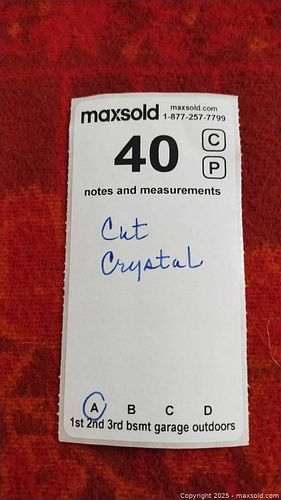 maxsold maxsold.com
1-877-257-7799
40 C
P
notes and measurements
Cut
Crystal
A B C D
1st 2nd 3rd bsmt garage outdoors
Copyright 2025 - maxsold.com